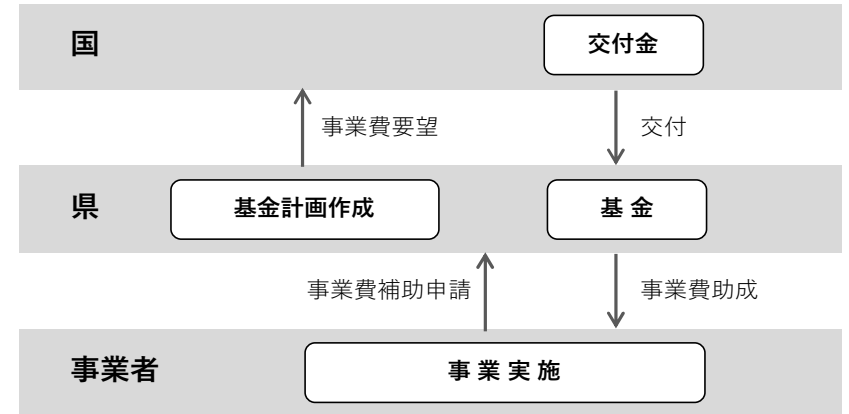 国
交付金
事業費要望
交付
県
基金計画作成
基 金
事業費補助申請
事業費助成
事業者
事 業 実 施